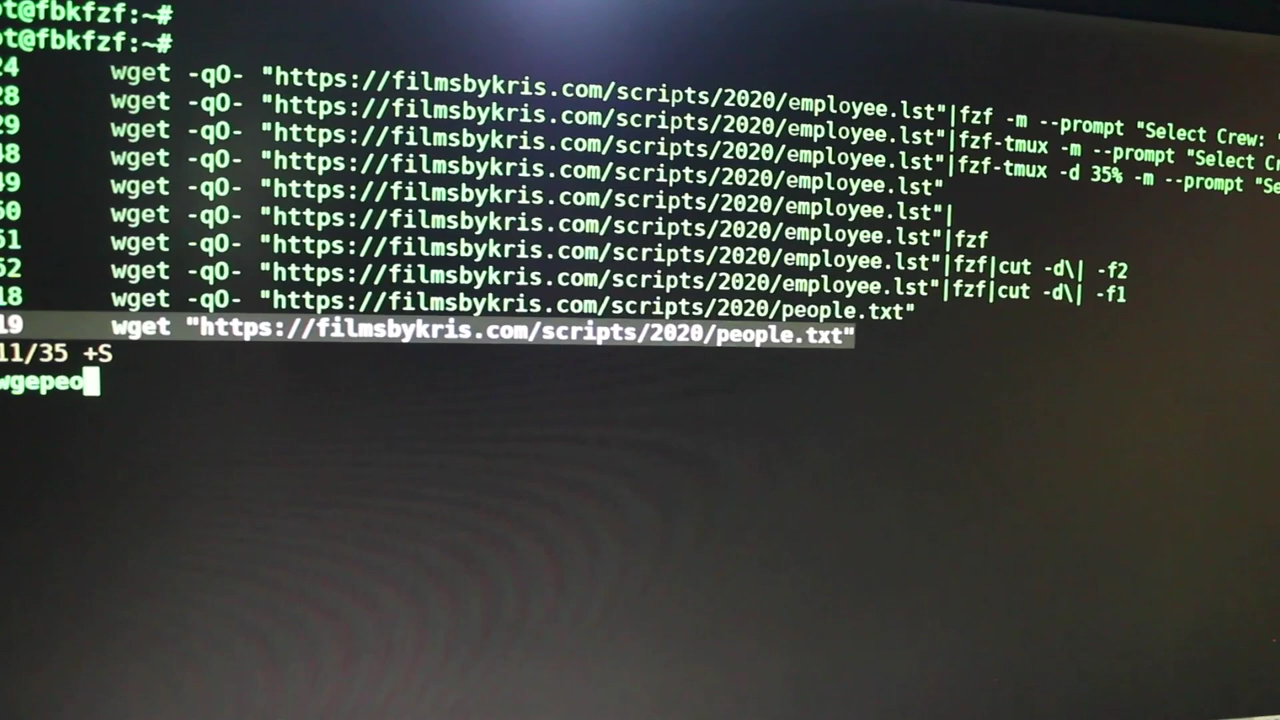 ot@fbkfzf:~#
ot@fbkfzf:~#
24 wget -qO- "https://filmsbykris.com/scripts/2020/employee.lst"|fzf -m --prompt "Select Crew:
28 wget -qO- "https://filmsbykris.com/scripts/2020/employee.lst"|fzf-tmux -m --prompt "Select Cr
29 wget -qO- "https://filmsbykris.com/scripts/2020/employee.lst"|fzf-tmux -d 35% -m --prompt "Se
48 wget -qO- "https://filmsbykris.com/scripts/2020/employee.lst"
49 wget -qO- "https://filmsbykris.com/scripts/2020/employee.lst"|
50 wget -qO- "https://filmsbykris.com/scripts/2020/employee.lst"|fzf
51 wget -qO- "https://filmsbykris.com/scripts/2020/employee.lst"|fzf|cut -d\| -f2
52 wget -qO- "https://filmsbykris.com/scripts/2020/employee.lst"|fzf|cut -d\| -f1
18 wget -qO- "https://filmsbykris.com/scripts/2020/people.txt"
19 wget "https://filmsbykris.com/scripts/2020/people.txt"
11/35 +S
wgepeo